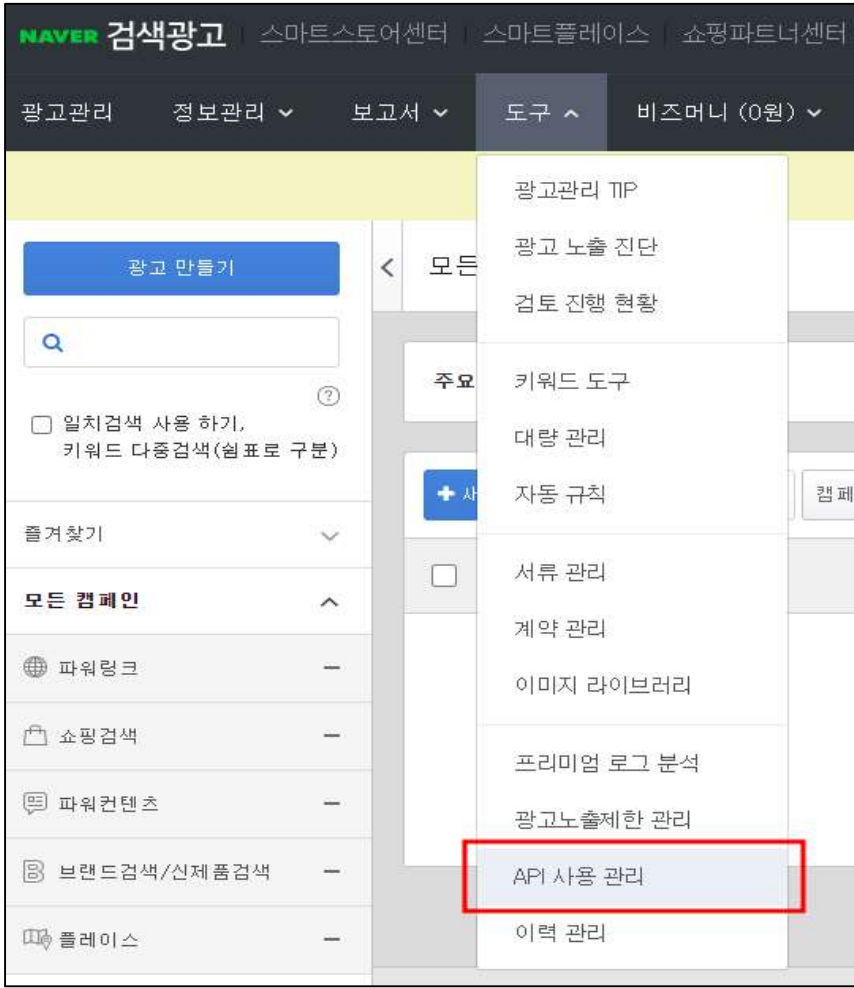 NAVER 검색광고 스마트스토어센터 스마트플레이스 쇼핑파트너센터
광고관리 정보관리 보고서 도구 비즈머니 (0원)
광고관리 TIP
광고 노출 진단
검토 진행 현황
키워드 도구
대량 관리
자동 규칙
서류 관리
계약 관리
이미지 라이브러리
프리미엄 로그 분석
광고노출제한 관리
API 사용 관리
이력 관리
광고 만들기
일치검색 사용 하기,
키워드 다중검색(쉼표로 구분)
즐겨찾기
모든 캠페인
파워링크
쇼핑검색
파워컨텐츠
브랜드검색/신제품검색
플레이스
모든
주요
새
캠페